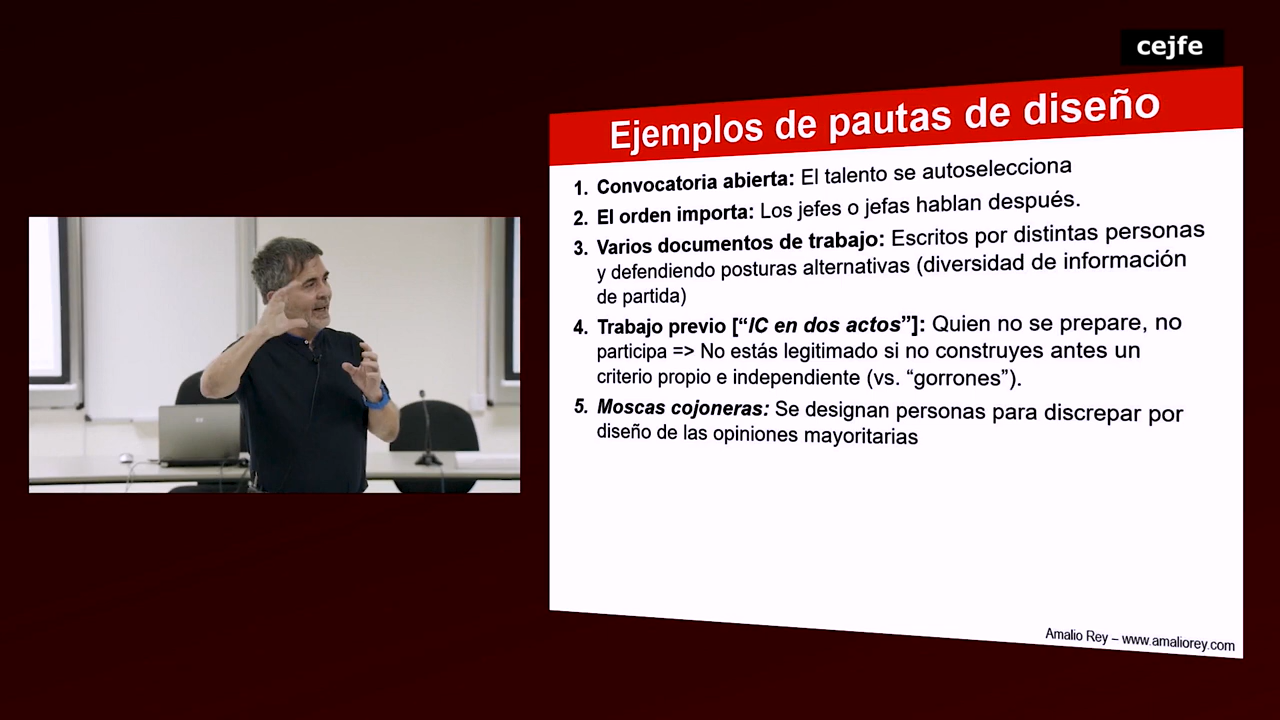 cejfe
Ejemplos de pautas de diseño
1. Convocatoria abierta: El talento se autoselecciona
2. El orden importa: Los jefes o jefas hablan después.
3. Varios documentos de trabajo: Escritos por distintas personas
y defendiendo posturas alternativas (diversidad de información
de partida)
4. Trabajo previo [“IC en dos actos”]: Quien no se prepare, no
participa => No estás legitimado si no construyes antes un
criterio propio e independiente (vs. “gorrones”).
5. Moscas cojoneras: Se designan personas para discrepar por
diseño de las opiniones mayoritarias
Amalio Rey – www.amaliorey.com